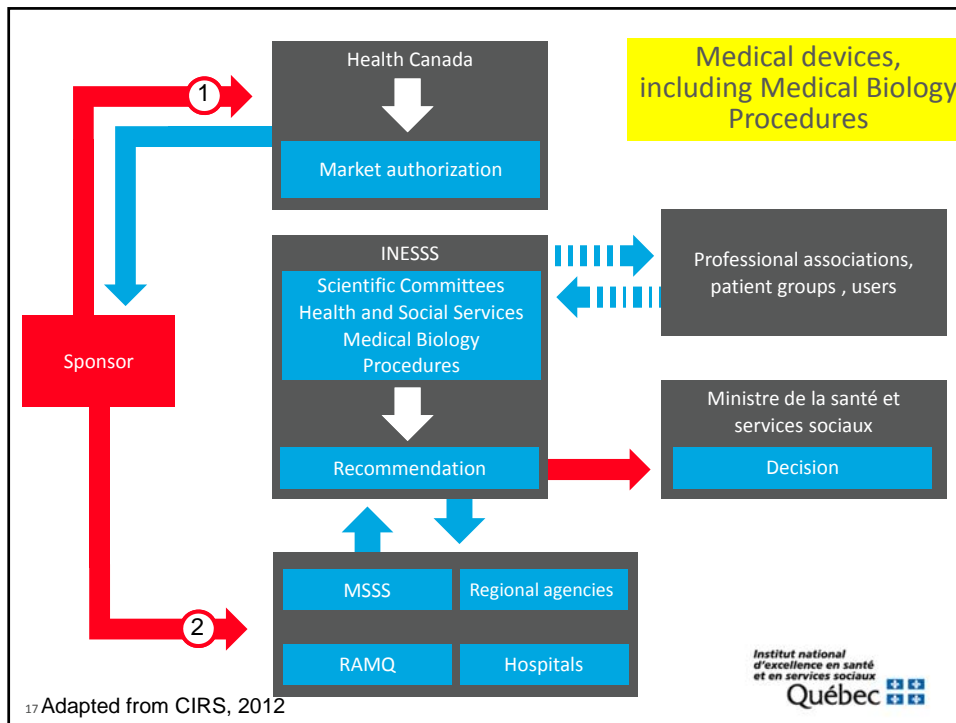 Medical devices,
including Medical Biology
Procedures
1
Health Canada
Market authorization
INESSS
Scientific Committees
Health and Social Services
Medical Biology
Procedures
Recommendation
Professional associations,
patient groups , users
Sponsor
Ministre de la santé et
services sociaux
Decision
2
MSSS
Regional agencies
RAMQ
Hospitals
Institut national
d'excellence en santé
et en services sociaux
Québec
17 Adapted from CIRS, 2012